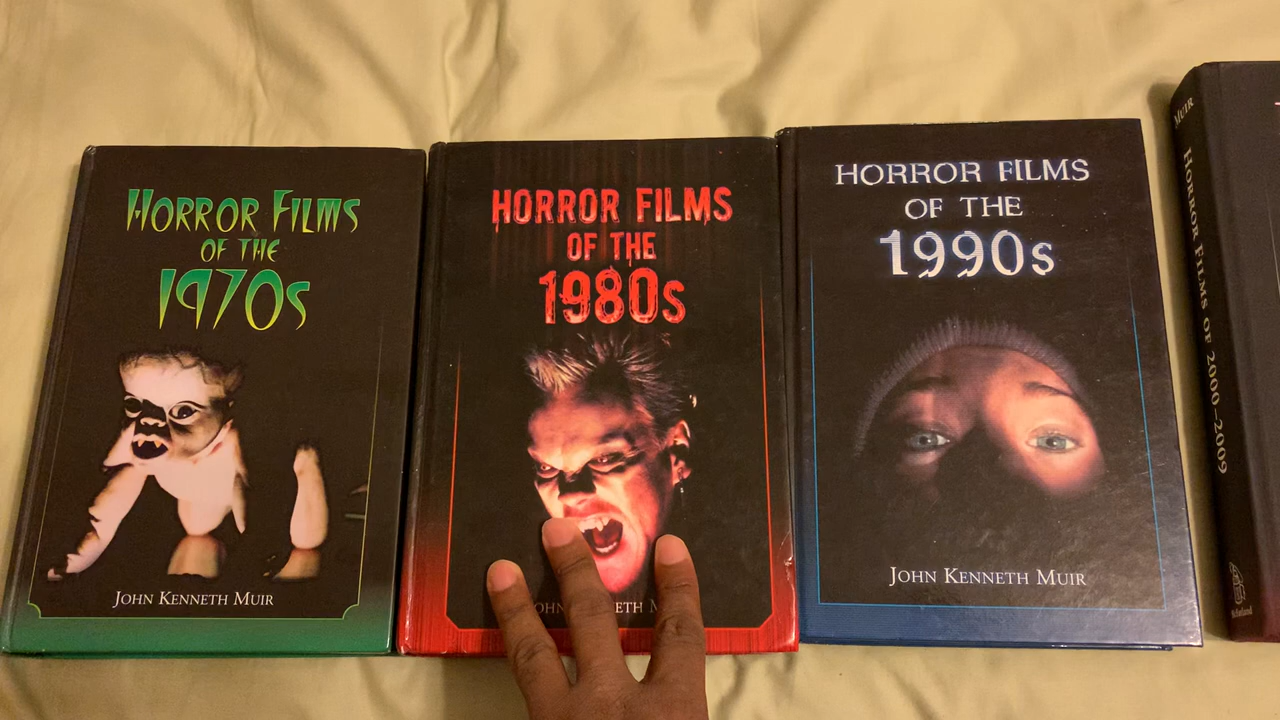 HORROR FILMS
OF THE
1970s
JOHN KENNETH MUIR
HORROR FILMS
OF THE
1980s
HORROR FILMS
OF THE
1990s
JOHN KENNETH MUIR
MUIR
HORROR FILMS OF 2000–2009
McFarland